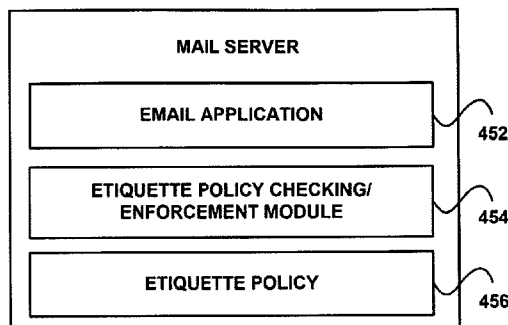 MAIL SERVER
EMAIL APPLICATION
452
ETIQUETTE POLICY CHECKING/
ENFORCEMENT MODULE
454
ETIQUETTE POLICY
456